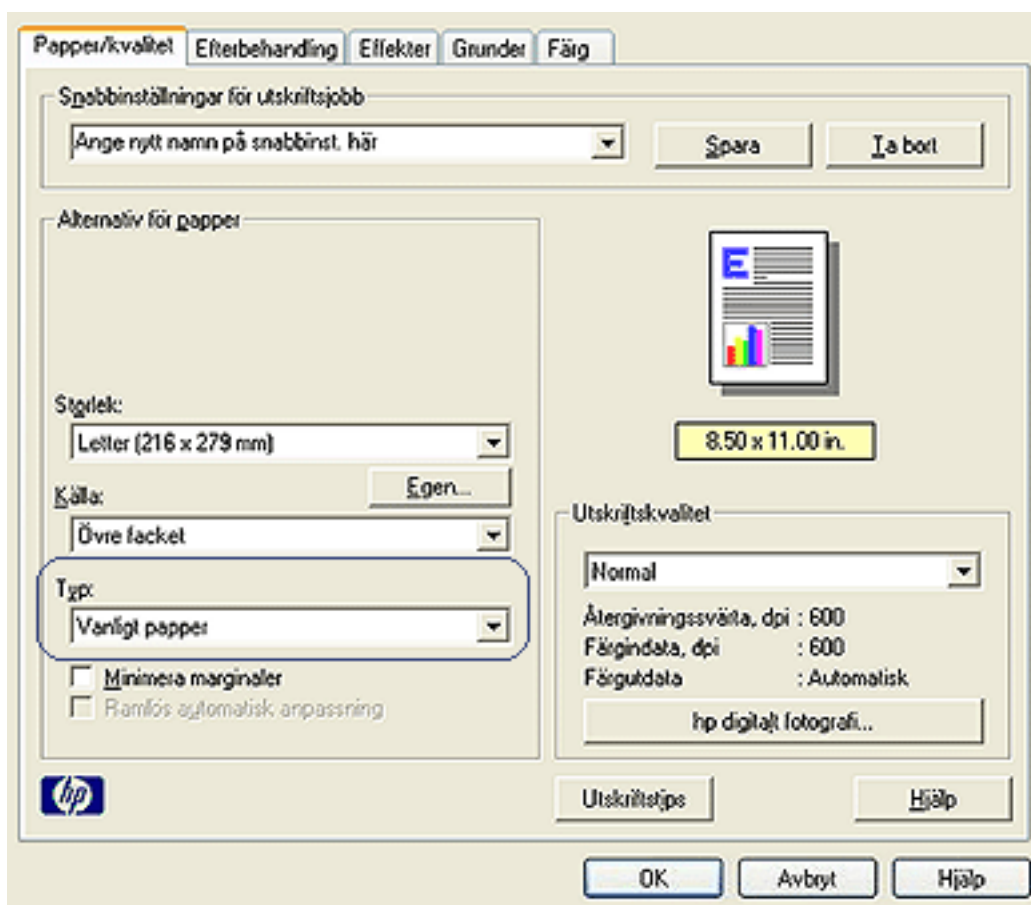 Papper/kvalitet Efterbehandling Effekter Grunder Färg
Snabbinställningar för utskriftsjobb
Ange nytt namn på snabbinst. här Spara Ta bort
Alternativ för papper
E
Storlek:
Letter (216 x 279 mm)
8.50 x 11.00 in.
Egen...
Källa:
Övre facket
Utskriftskvalitet
Normal
Typ:
Vanligt papper
Återgivningssvärta, dpi : 600
Färgindata, dpi : 600
Färgutdata : Automatisk
Minimera marginaler
Ramlös automatisk anpassning
hp digitalt fotografi...
hp
Utskriftstips Hjälp
OK Avbryt Hjälp